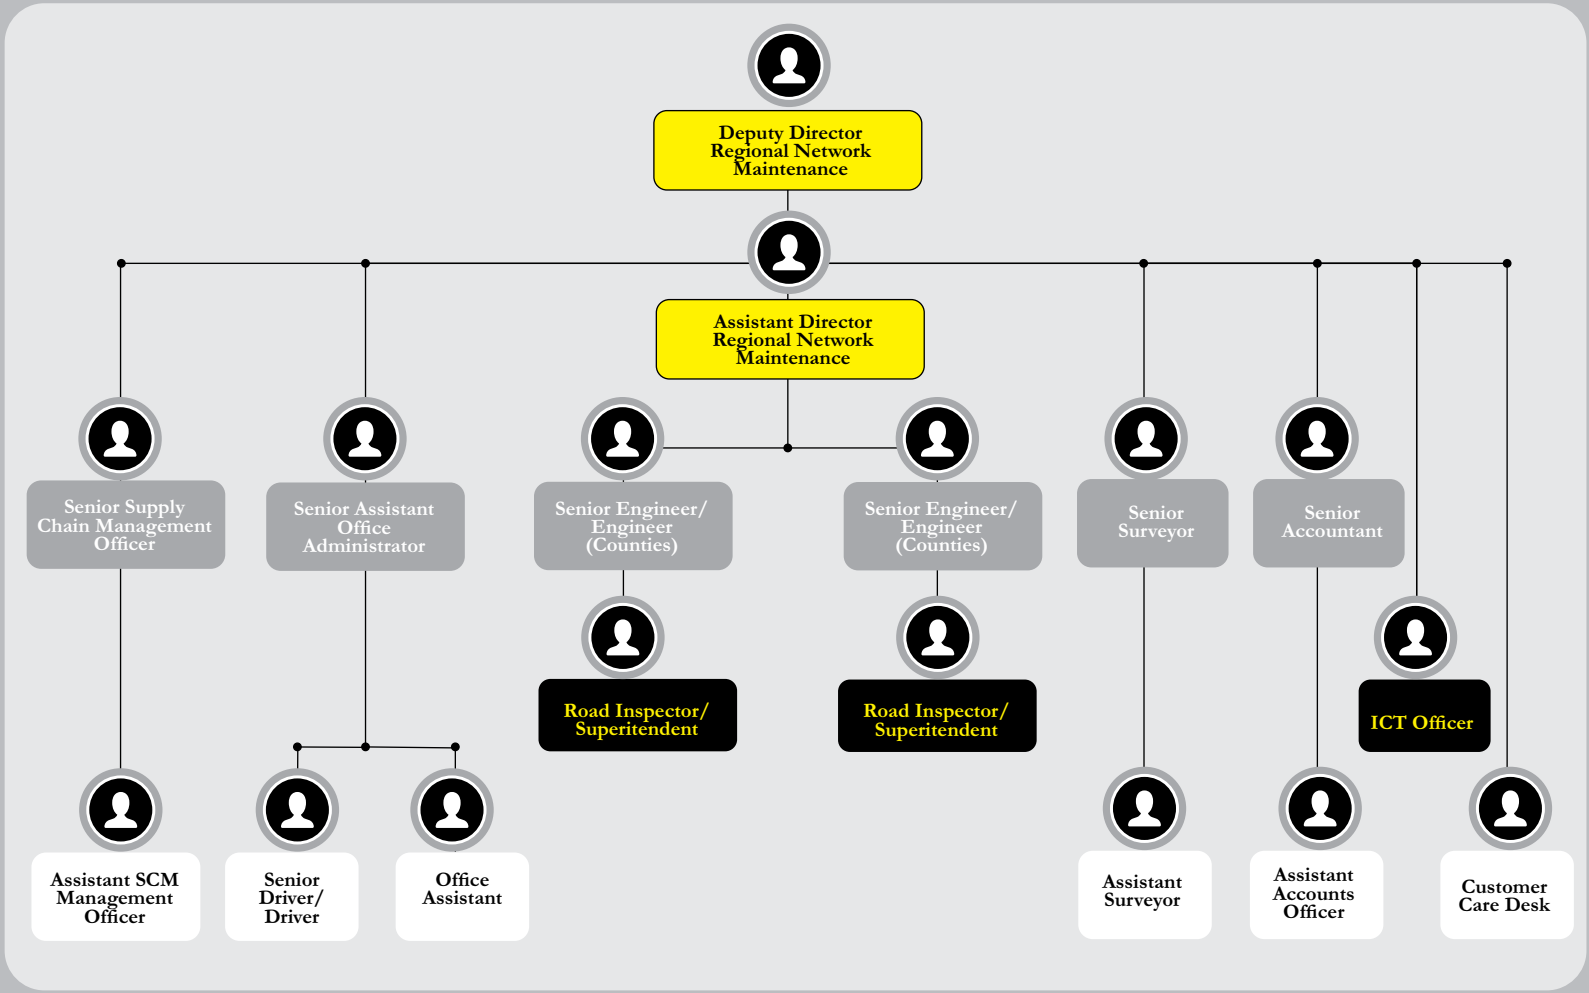 Deputy Director
Regional Network
Maintenance
Assistant Director
Regional Network
Maintenance
Senior Supply
Chain Management
Officer
Senior Assistant
Office
Administrator
Senior Engineer/
Engineer
(Counties)
Senior Engineer/
Engineer
(Counties)
Senior
Surveyor
Senior
Accountant
Road Inspector/
Superitendent
Road Inspector/
Superitendent
ICT Officer
Assistant SCM
Management
Officer
Senior
Driver/
Driver
Office
Assistant
Assistant
Surveyor
Assistant
Accounts
Officer
Customer
Care Desk